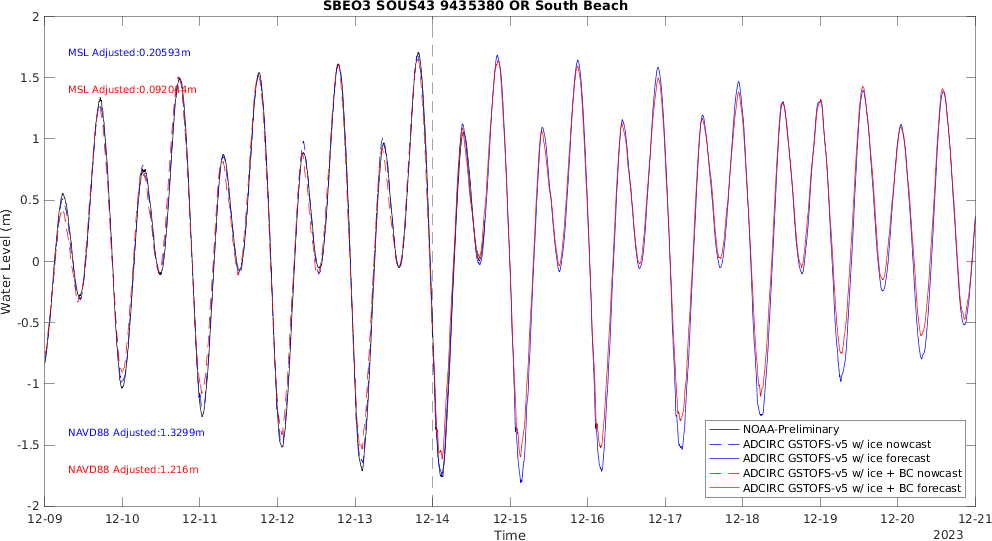 SBEO3 SOUS43 9435380 OR South Beach
Water Level (m)
2
1.5
1
0.5
0
-0.5
-1
-1.5
-2
MSL Adjusted:0.20593m
MSL Adjusted:0.092044m
NAVD88 Adjusted:1.3299m
NAVD88 Adjusted:1.216m
NOAA-Preliminary
ADCIRC GSTOFS-v5 w/ ice nowcast
ADCIRC GSTOFS-v5 w/ ice forecast
ADCIRC GSTOFS-v5 w/ ice + BC nowcast
ADCIRC GSTOFS-v5 w/ ice + BC forecast
12-09 12-10 12-11 12-12 12-13 12-14 12-15 12-16 12-17 12-18 12-19 12-20 12-21
Time
2023